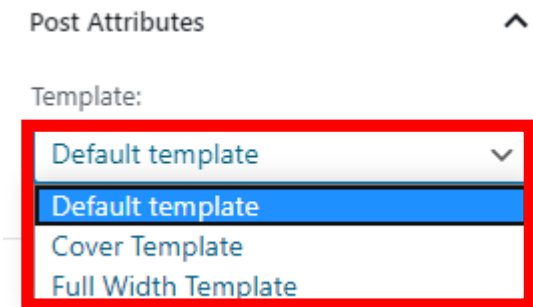 Post Attributes
Template:
Default template
Default template
Cover Template
Full Width Template